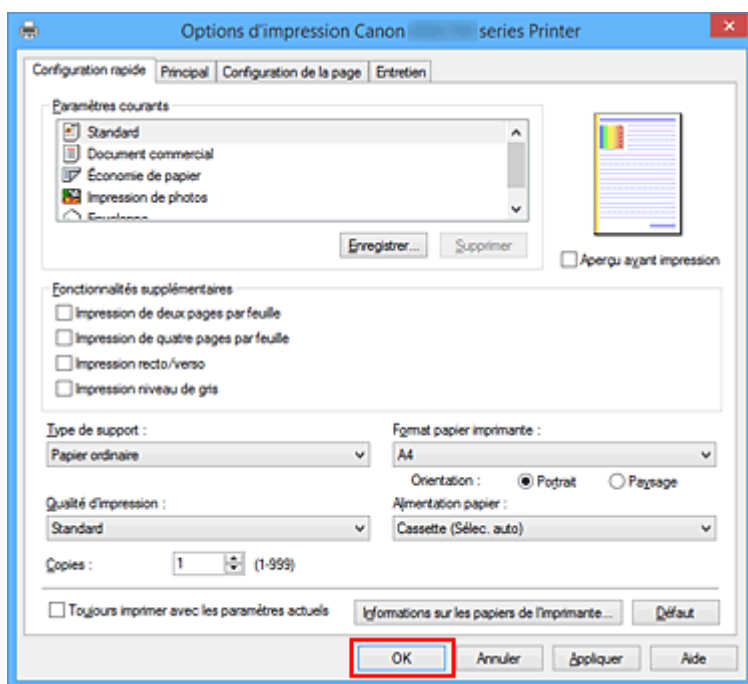 Options d'impression Canon series Printer
Configuration rapide Principal Configuration de la page Entretien
Paramètres courants
Standard
Document commercial
Économie de papier
Impression de photos
Enregistrer... Supprimer
Aperçu avant impression
Fonctionnalités supplémentaires
Impression de deux pages par feuille
Impression de quatre pages par feuille
Impression recto/verso
Impression niveau de gris
Type de support :
Papier ordinaire
Format papier imprimante :
A4
Orientation : Portrait Paysage
Qualité d'impression :
Standard
Alimentation papier :
Cassette (Sélec. auto)
Copies : 1 (1-999)
Toujours imprimer avec les paramètres actuels
Informations sur les papiers de l'imprimante... Défaut
OK Annuler Appliquer Aide